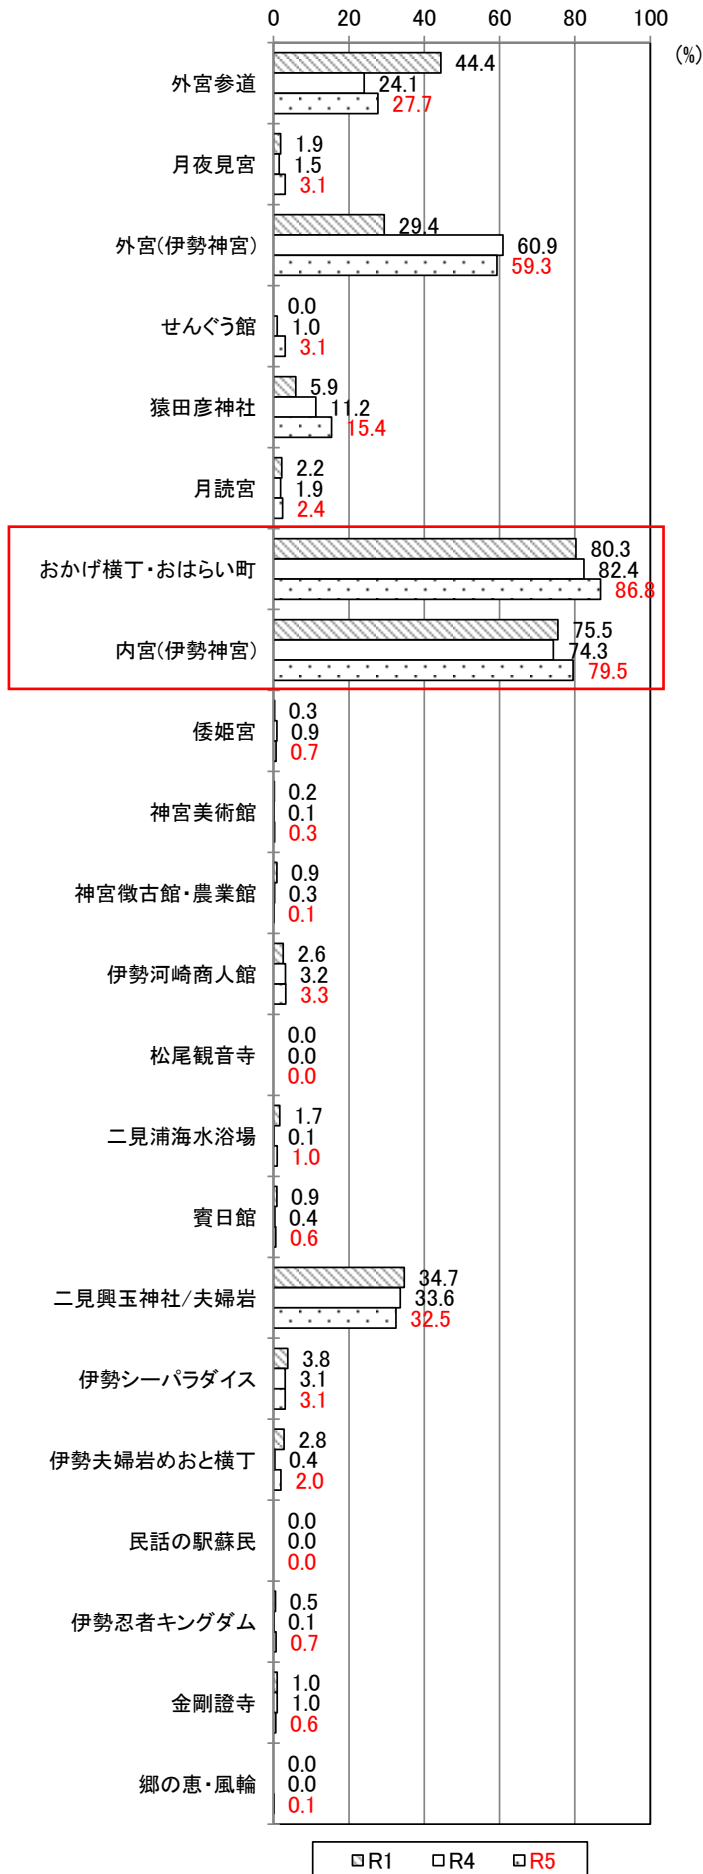 0 20 40 60 80 100
(%)
外宮参道
44.4
24.1
27.7
月夜見宮
1.9
1.5
3.1
外宮(伊勢神宮)
29.4
60.9
59.3
せんぐう館
0.0
1.0
3.1
猿田彦神社
5.9
11.2
15.4
月読宮
2.2
1.9
2.4
おかげ横丁・おはらい町
80.3
82.4
86.8
内宮(伊勢神宮)
75.5
74.3
79.5
倭姫宮
0.3
0.9
0.7
神宮美術館
0.2
0.1
0.3
神宮徴古館・農業館
0.9
0.3
0.1
伊勢河崎商人館
2.6
3.2
3.3
松尾観音寺
0.0
0.0
0.0
二見浦海水浴場
1.7
0.1
1.0
賓日館
0.9
0.4
0.6
二見興玉神社/夫婦岩
34.7
33.6
32.5
伊勢シーパラダイス
3.8
3.1
3.1
伊勢夫婦岩めおと横丁
2.8
0.4
2.0
民話の駅蘇民
0.0
0.0
0.0
伊勢忍者キングダム
0.5
0.1
0.7
金剛證寺
1.0
1.0
0.6
郷の恵・風輪
0.0
0.0
0.1
R1 R4 R5